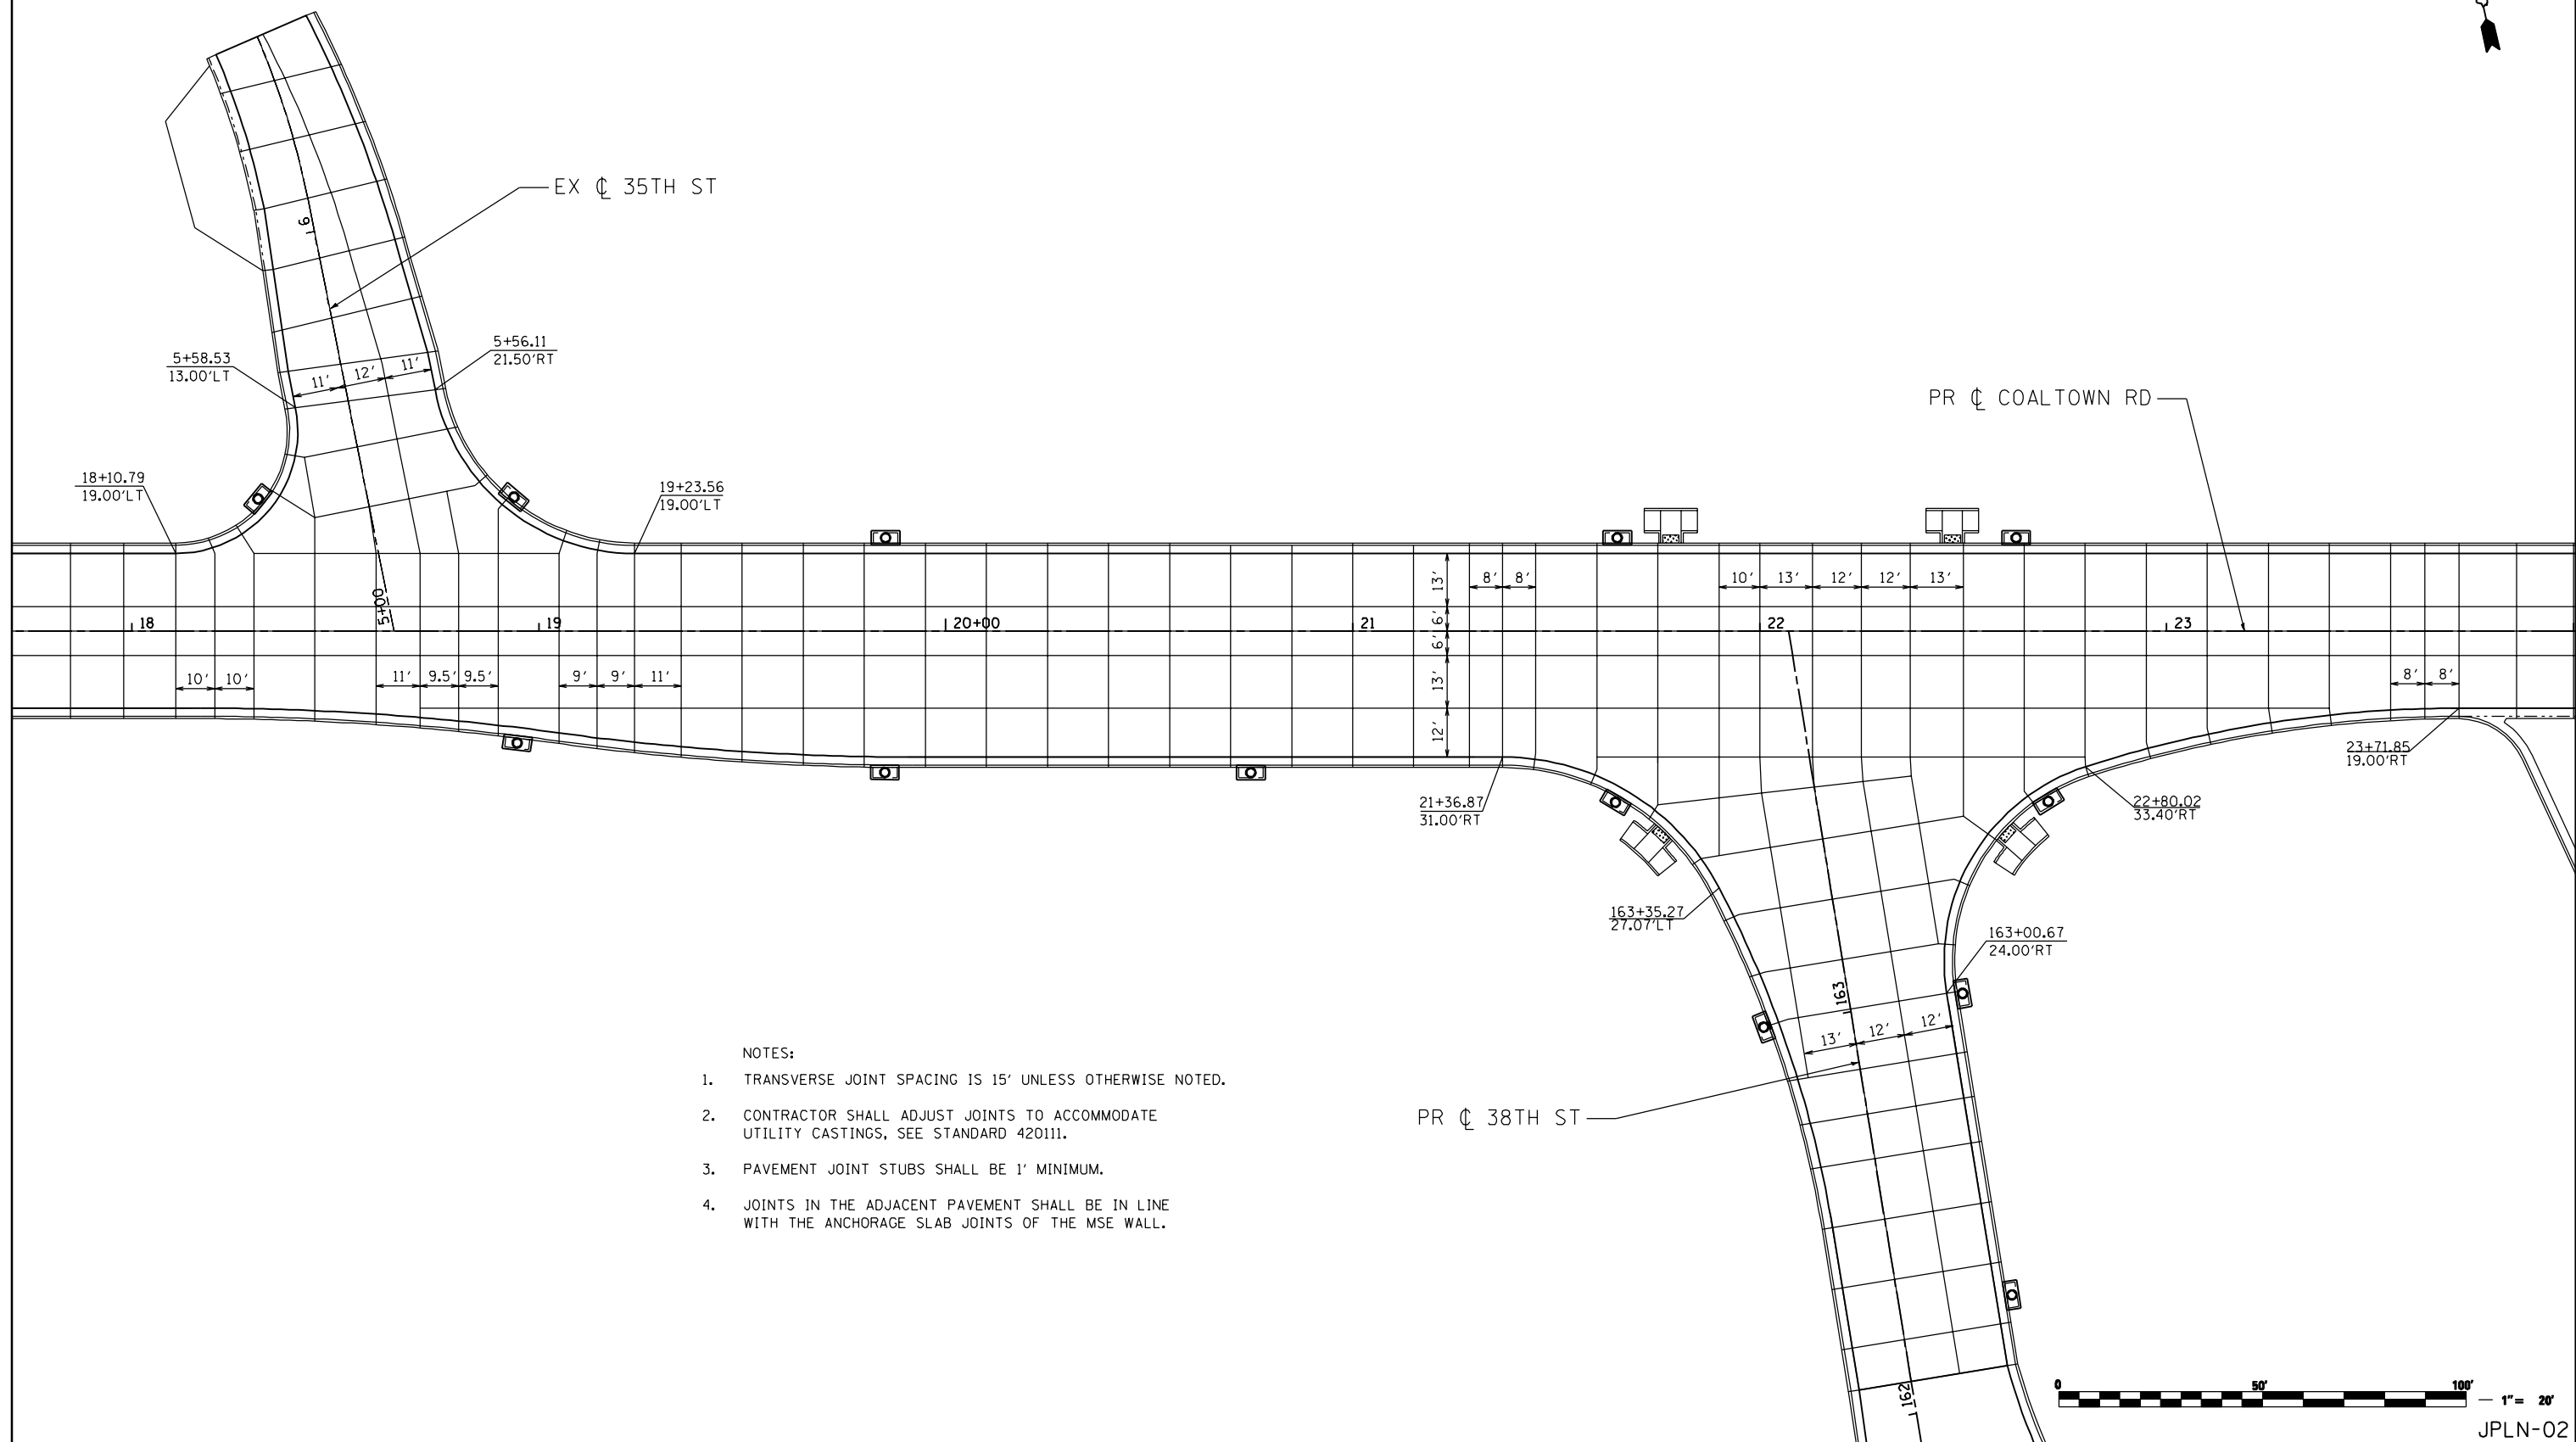 EX ℄ 35TH ST
6
5+58.53
13.00'LT
11'
12'
11'
5+56.11
21.50'RT
PR ℄ COALTOWN RD
18+10.79
19.00'LT
19+23.56
19.00'LT
5+00
18
19
20+00
21
22
23
13'
6'
6'
13'
12'
8'
8'
10'
13'
12'
12'
13'
10'
10'
11'
9.5'
9.5'
9'
9'
11'
8'
8'
21+36.87
31.00'RT
22+80.02
33.40'RT
23+71.85
19.00'RT
163+35.27
27.07'LT
163+00.67
24.00'RT
163
13'
12'
12'
PR ℄ 38TH ST
162
NOTES:
1. TRANSVERSE JOINT SPACING IS 15' UNLESS OTHERWISE NOTED.
2. CONTRACTOR SHALL ADJUST JOINTS TO ACCOMMODATE
UTILITY CASTINGS, SEE STANDARD 420111.
3. PAVEMENT JOINT STUBS SHALL BE 1' MINIMUM.
4. JOINTS IN THE ADJACENT PAVEMENT SHALL BE IN LINE
WITH THE ANCHORAGE SLAB JOINTS OF THE MSE WALL.
0 50' 100'
1"= 20'
JPLN-02